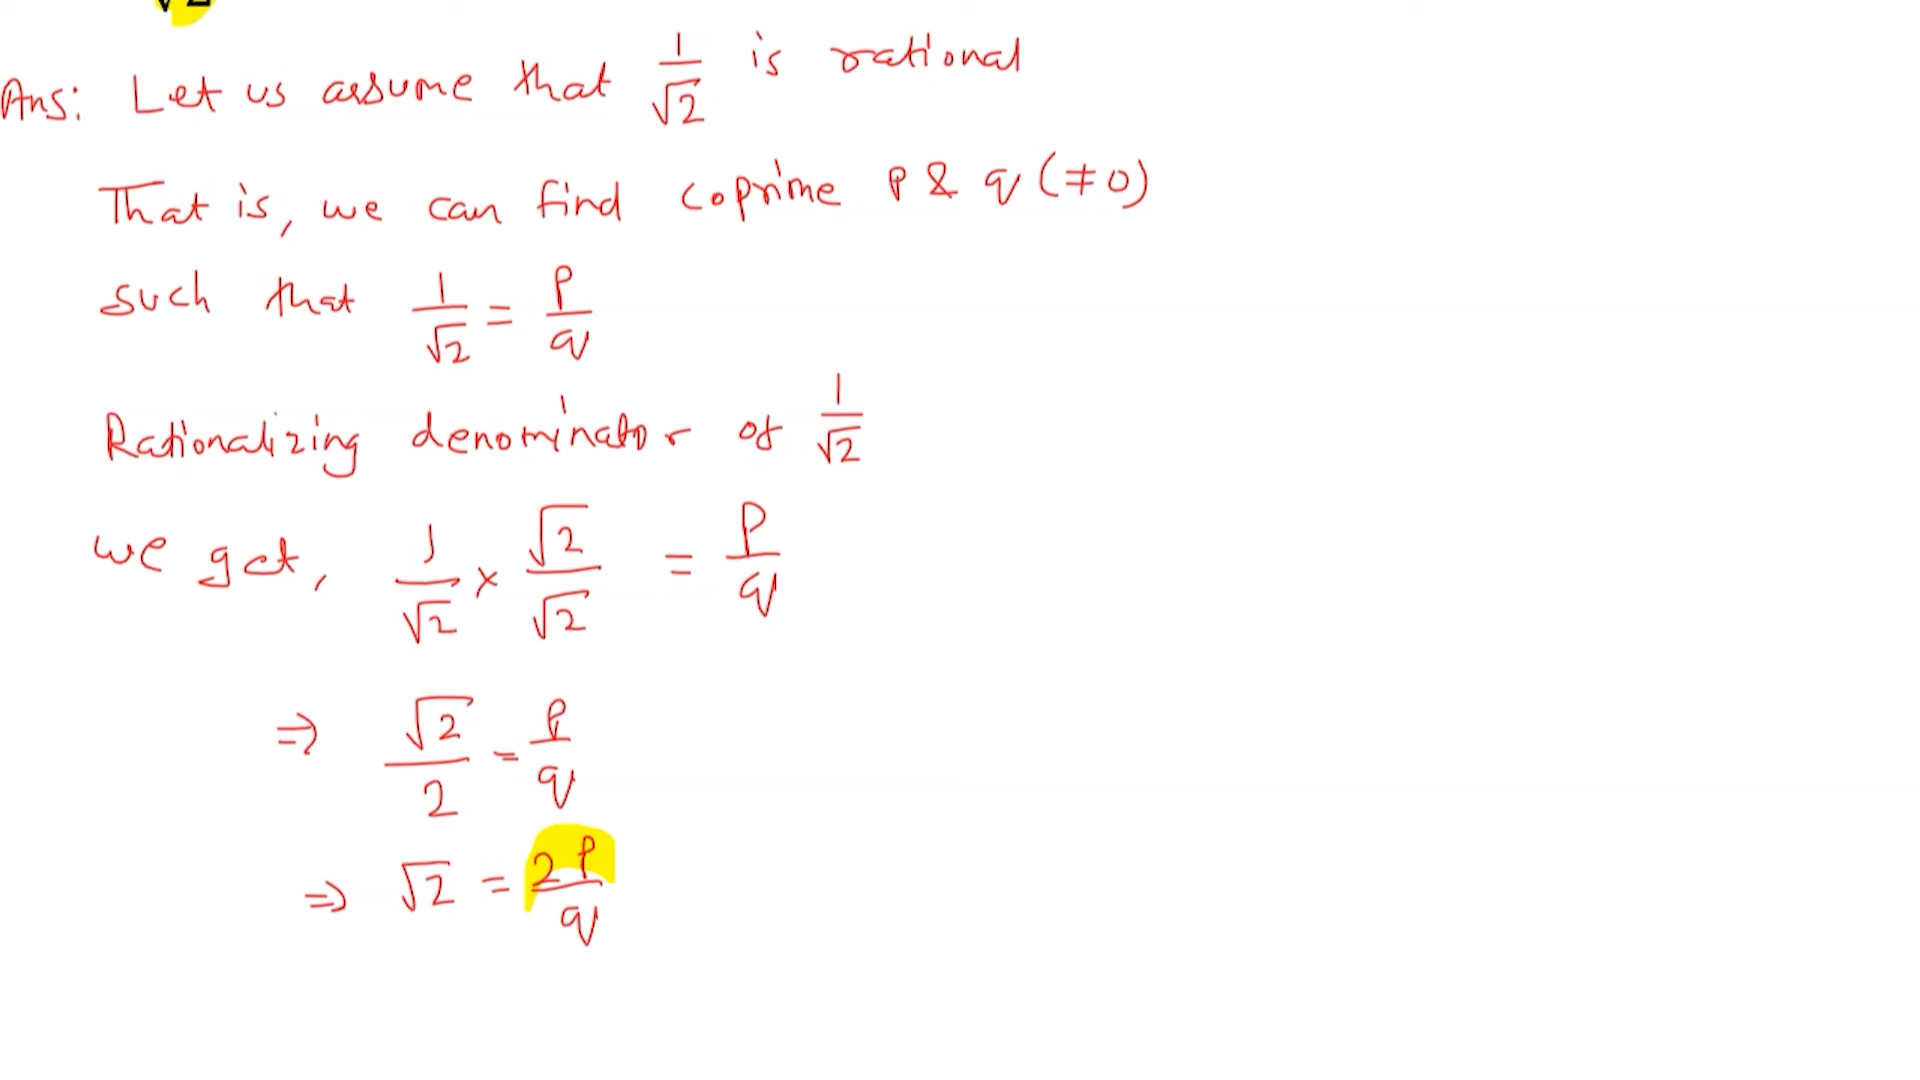 √2
Ans: Let us assume that 1/√2 is rational
That is, we can find coprime p & q (≠0)
such that 1/√2 = p/q
Rationalizing denominator of 1/√2
we get, 1/√2 × √2/√2 = p/q
⇒ √2/2 = p/q
⇒ √2 = 2p/q